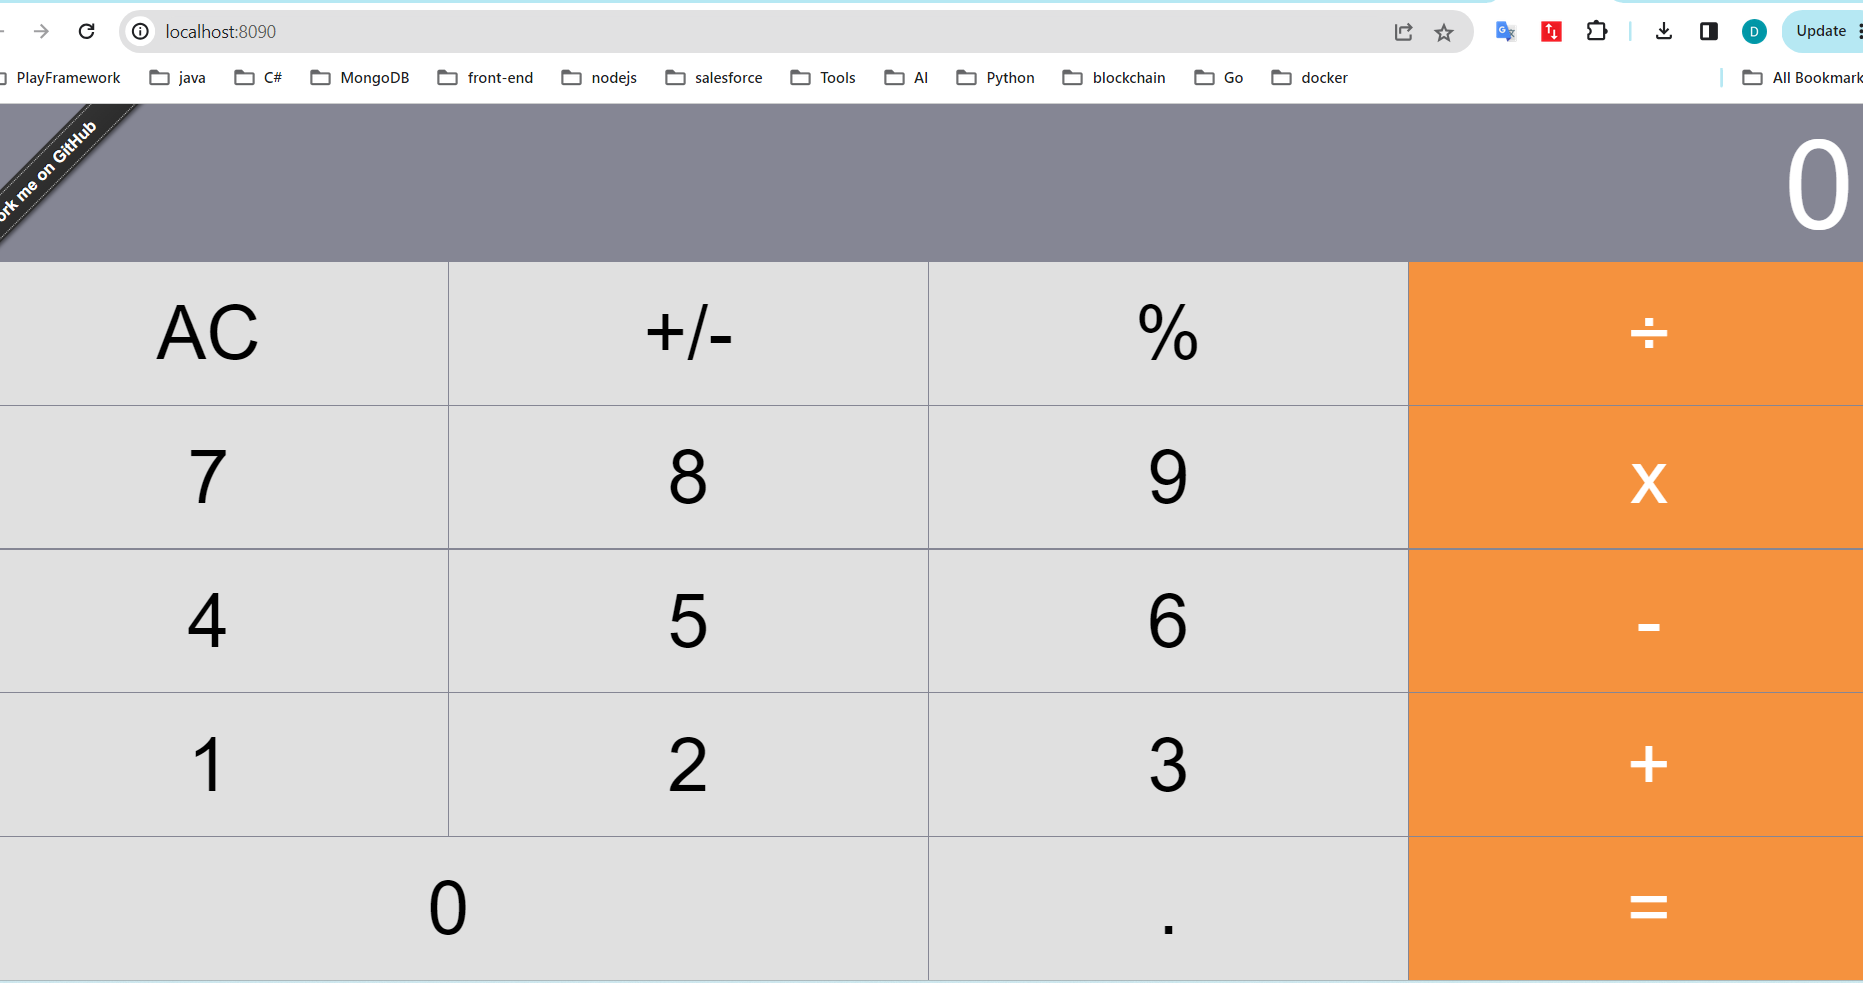 localhost:8090
Update
PlayFramework java C# MongoDB front-end nodejs salesforce Tools AI Python blockchain Go docker All Bookmark
ork me on GitHub
0
AC +/- % ÷
7 8 9 x
4 5 6 -
1 2 3 +
0 . =